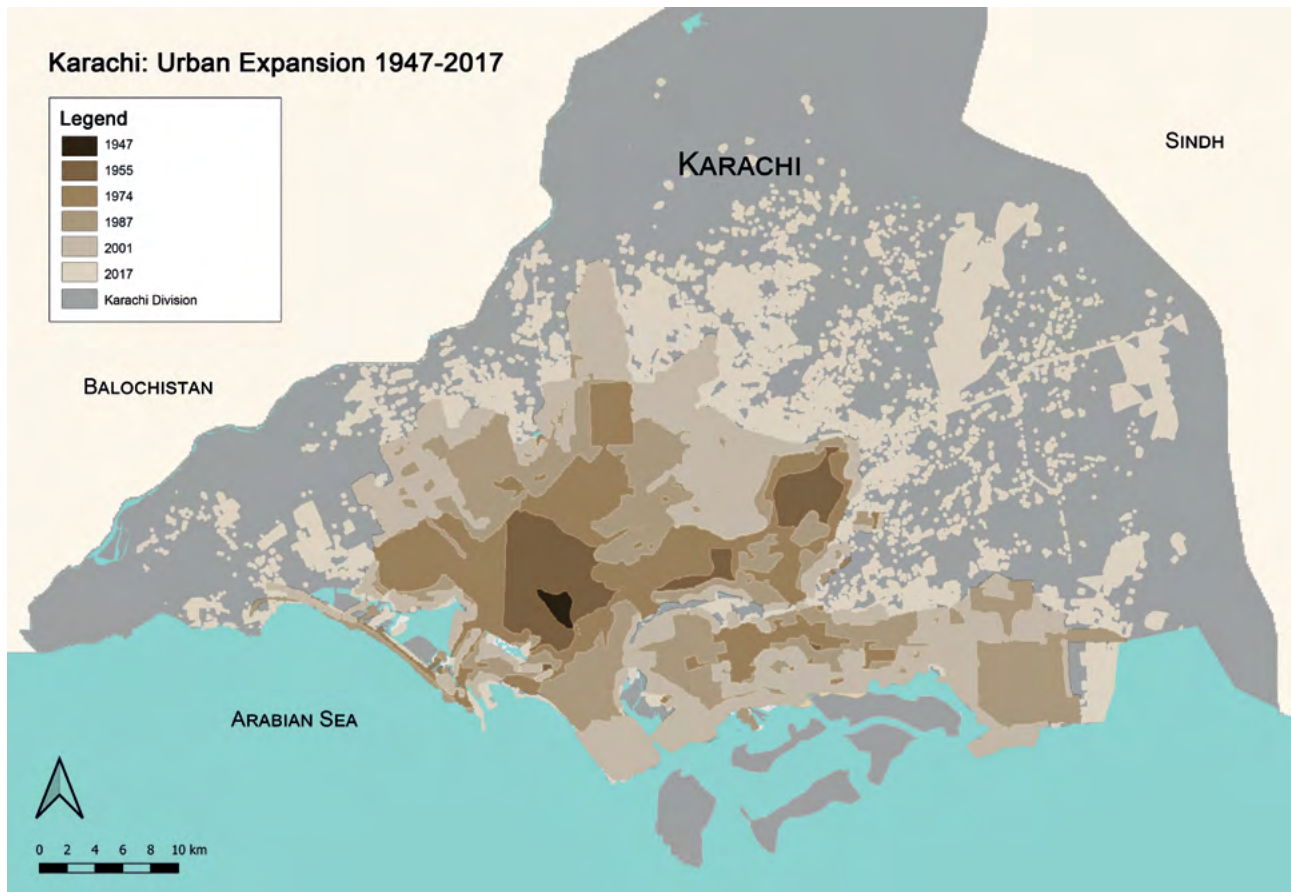 Karachi: Urban Expansion 1947-2017
Legend
1947
1955
1974
1987
2001
2017
Karachi Division
KARACHI
SINDH
BALOCHISTAN
ARABIAN SEA
0 2 4 6 8 10 km